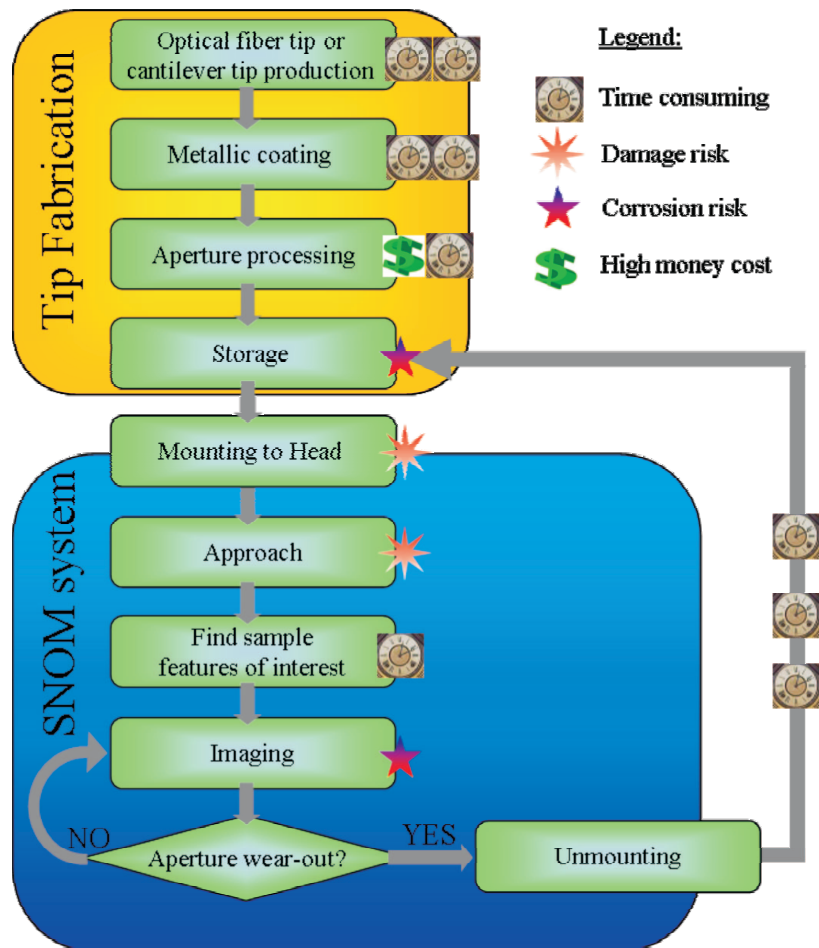 Optical fiber tip or
cantilever tip production
Metallic coating
Aperture processing
Storage
Tip Fabrication
Legend:
Time consuming
Damage risk
Corrosion risk
High money cost
Mounting to Head
Approach
Find sample
features of interest
Imaging
SNOM system
NO
Aperture wear-out?
YES
Unmounting